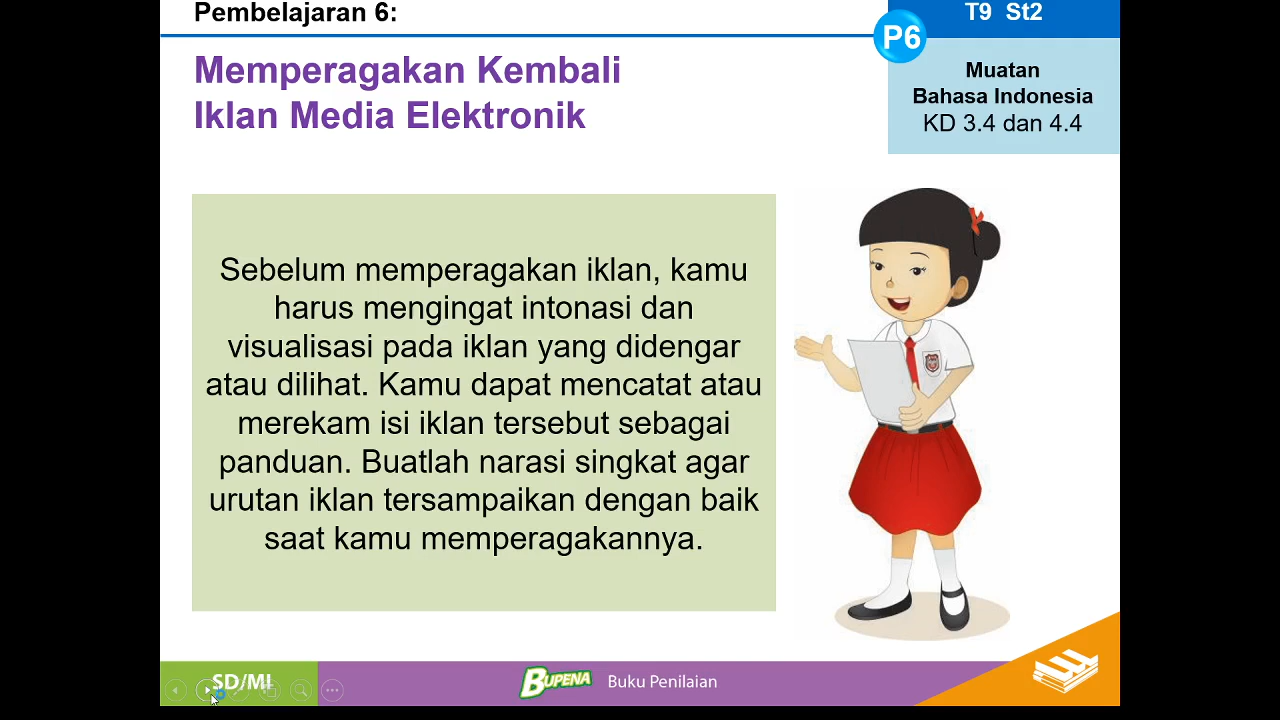 Pembelajaran 6:
T9 St2
P6
Memperagakan Kembali
Iklan Media Elektronik
Muatan
Bahasa Indonesia
KD 3.4 dan 4.4
Sebelum memperagakan iklan, kamu
harus mengingat intonasi dan
visualisasi pada iklan yang didengar
atau dilihat. Kamu dapat mencatat atau
merekam isi iklan tersebut sebagai
panduan. Buatlah narasi singkat agar
urutan iklan tersampaikan dengan baik
saat kamu memperagakannya.
SD/MI
BUPENA
Buku Penilaian